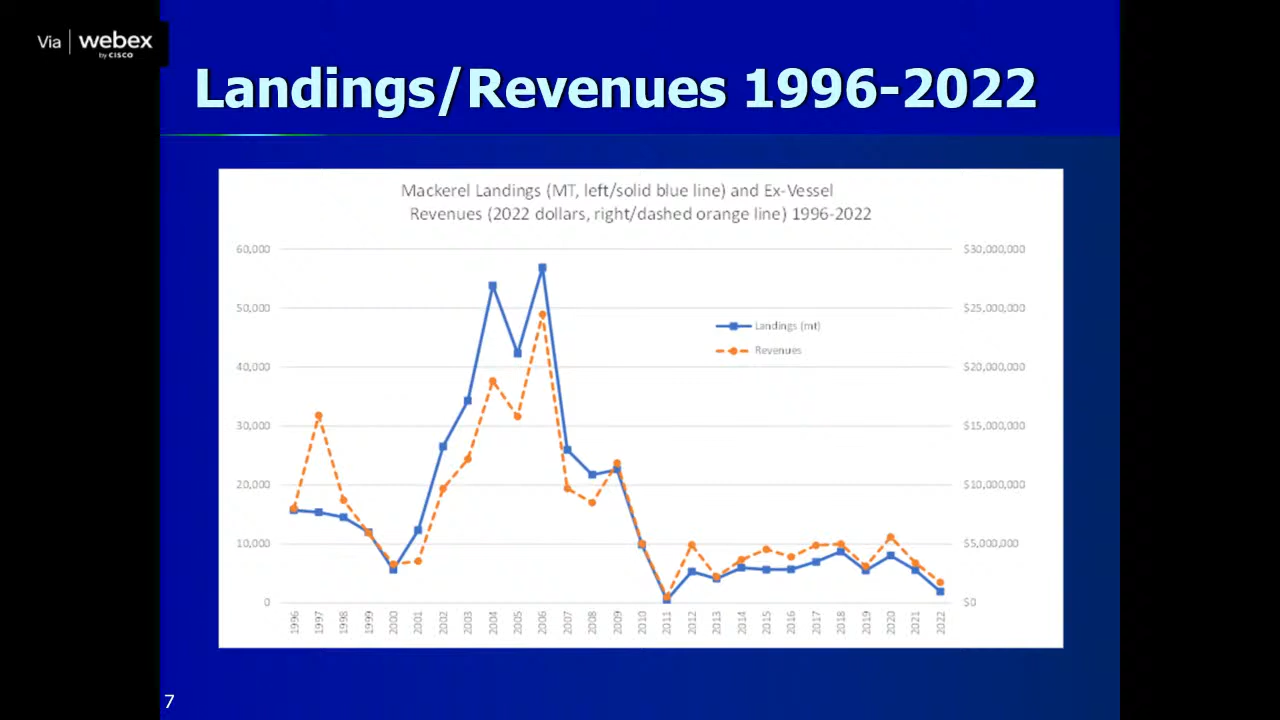 Via webex
by CISCO
Landings/Revenues 1996-2022
Mackerel Landings (MT, left/solid blue line) and Ex-Vessel
Revenues (2022 dollars, right/dashed orange line) 1996-2022
60,000 $30,000,000
50,000 $25,000,000
Landings (mt)
Revenues
40,000 $20,000,000
30,000 $15,000,000
20,000 $10,000,000
10,000 $5,000,000
0 $0
1996 1997 1998 1999 2000 2001 2002 2003 2004 2005 2006 2007 2008 2009 2010 2011 2012 2013 2014 2015 2016 2017 2018 2019 2020 2021 2022
7